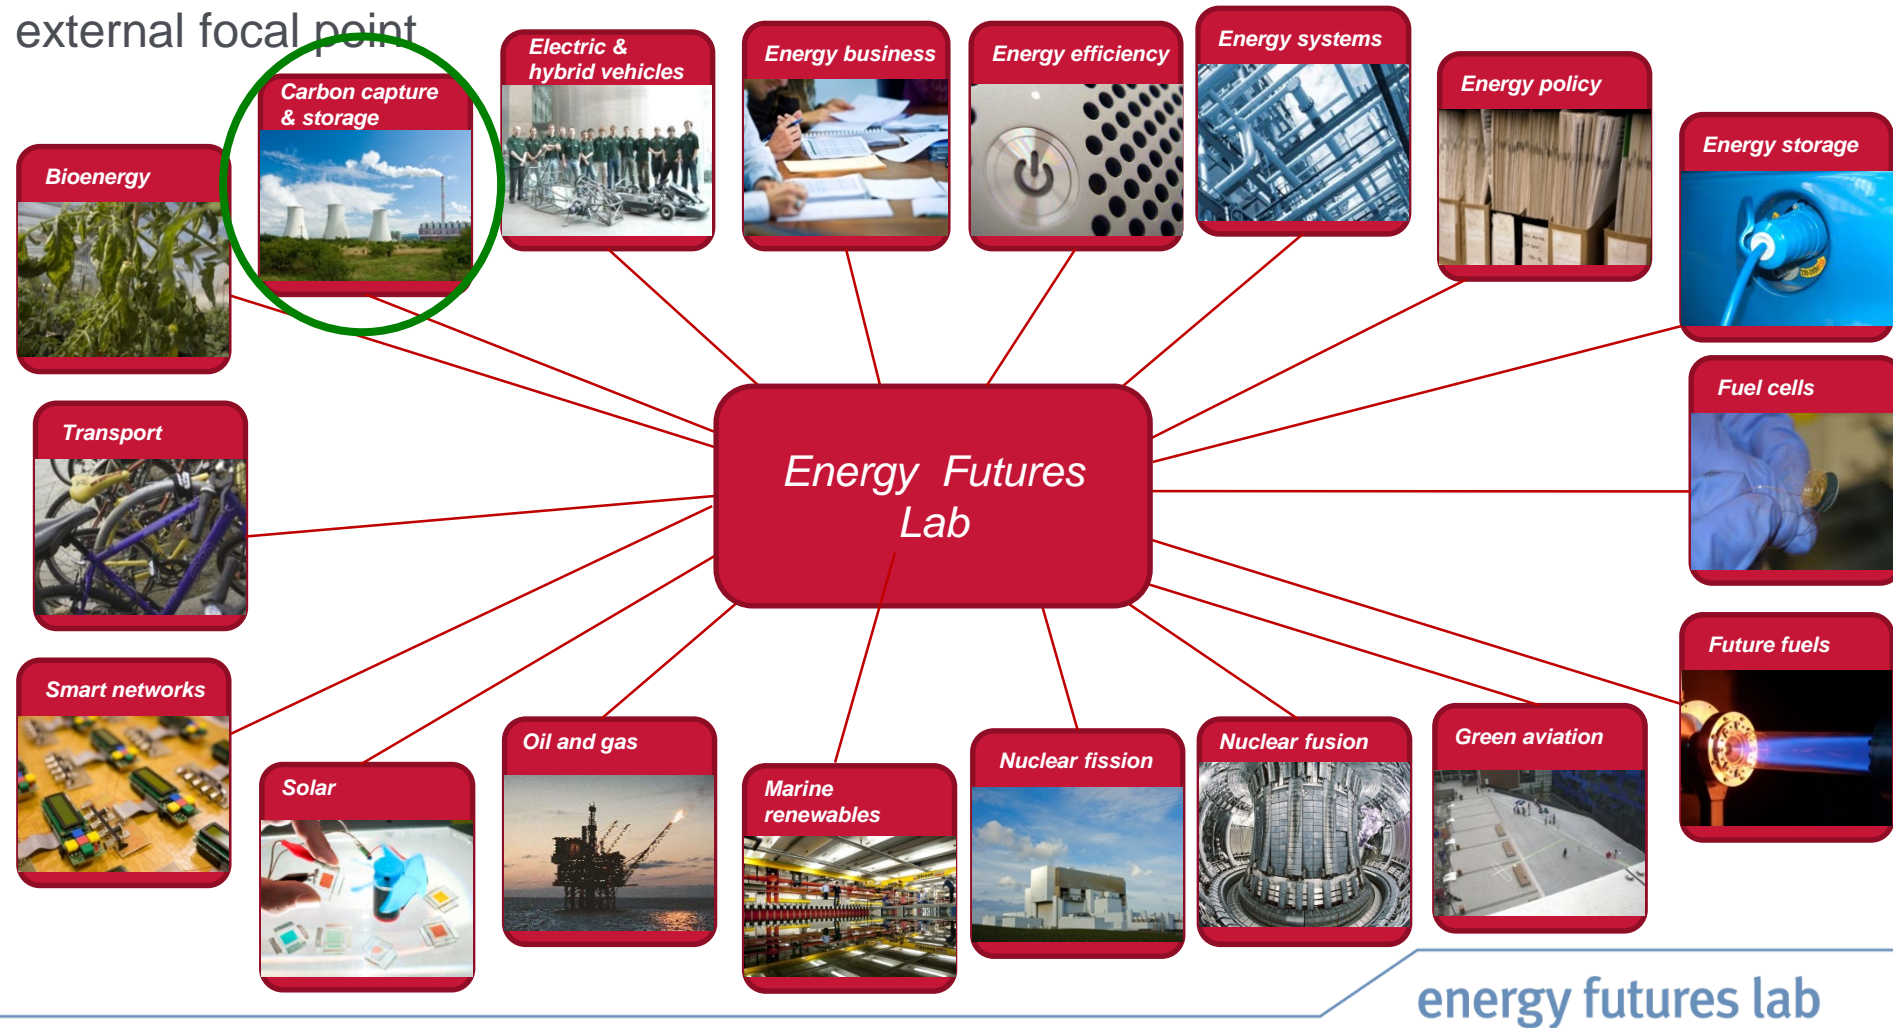 external focal point
Electric &
hybrid vehicles
Energy business
Energy efficiency
Energy systems
Energy policy
Carbon capture
& storage
Bioenergy
Energy storage
Fuel cells
Transport
Energy Futures
Lab
Future fuels
Smart networks
Oil and gas
Nuclear fusion
Green aviation
Nuclear fission
Solar
Marine
renewables
energy futures lab